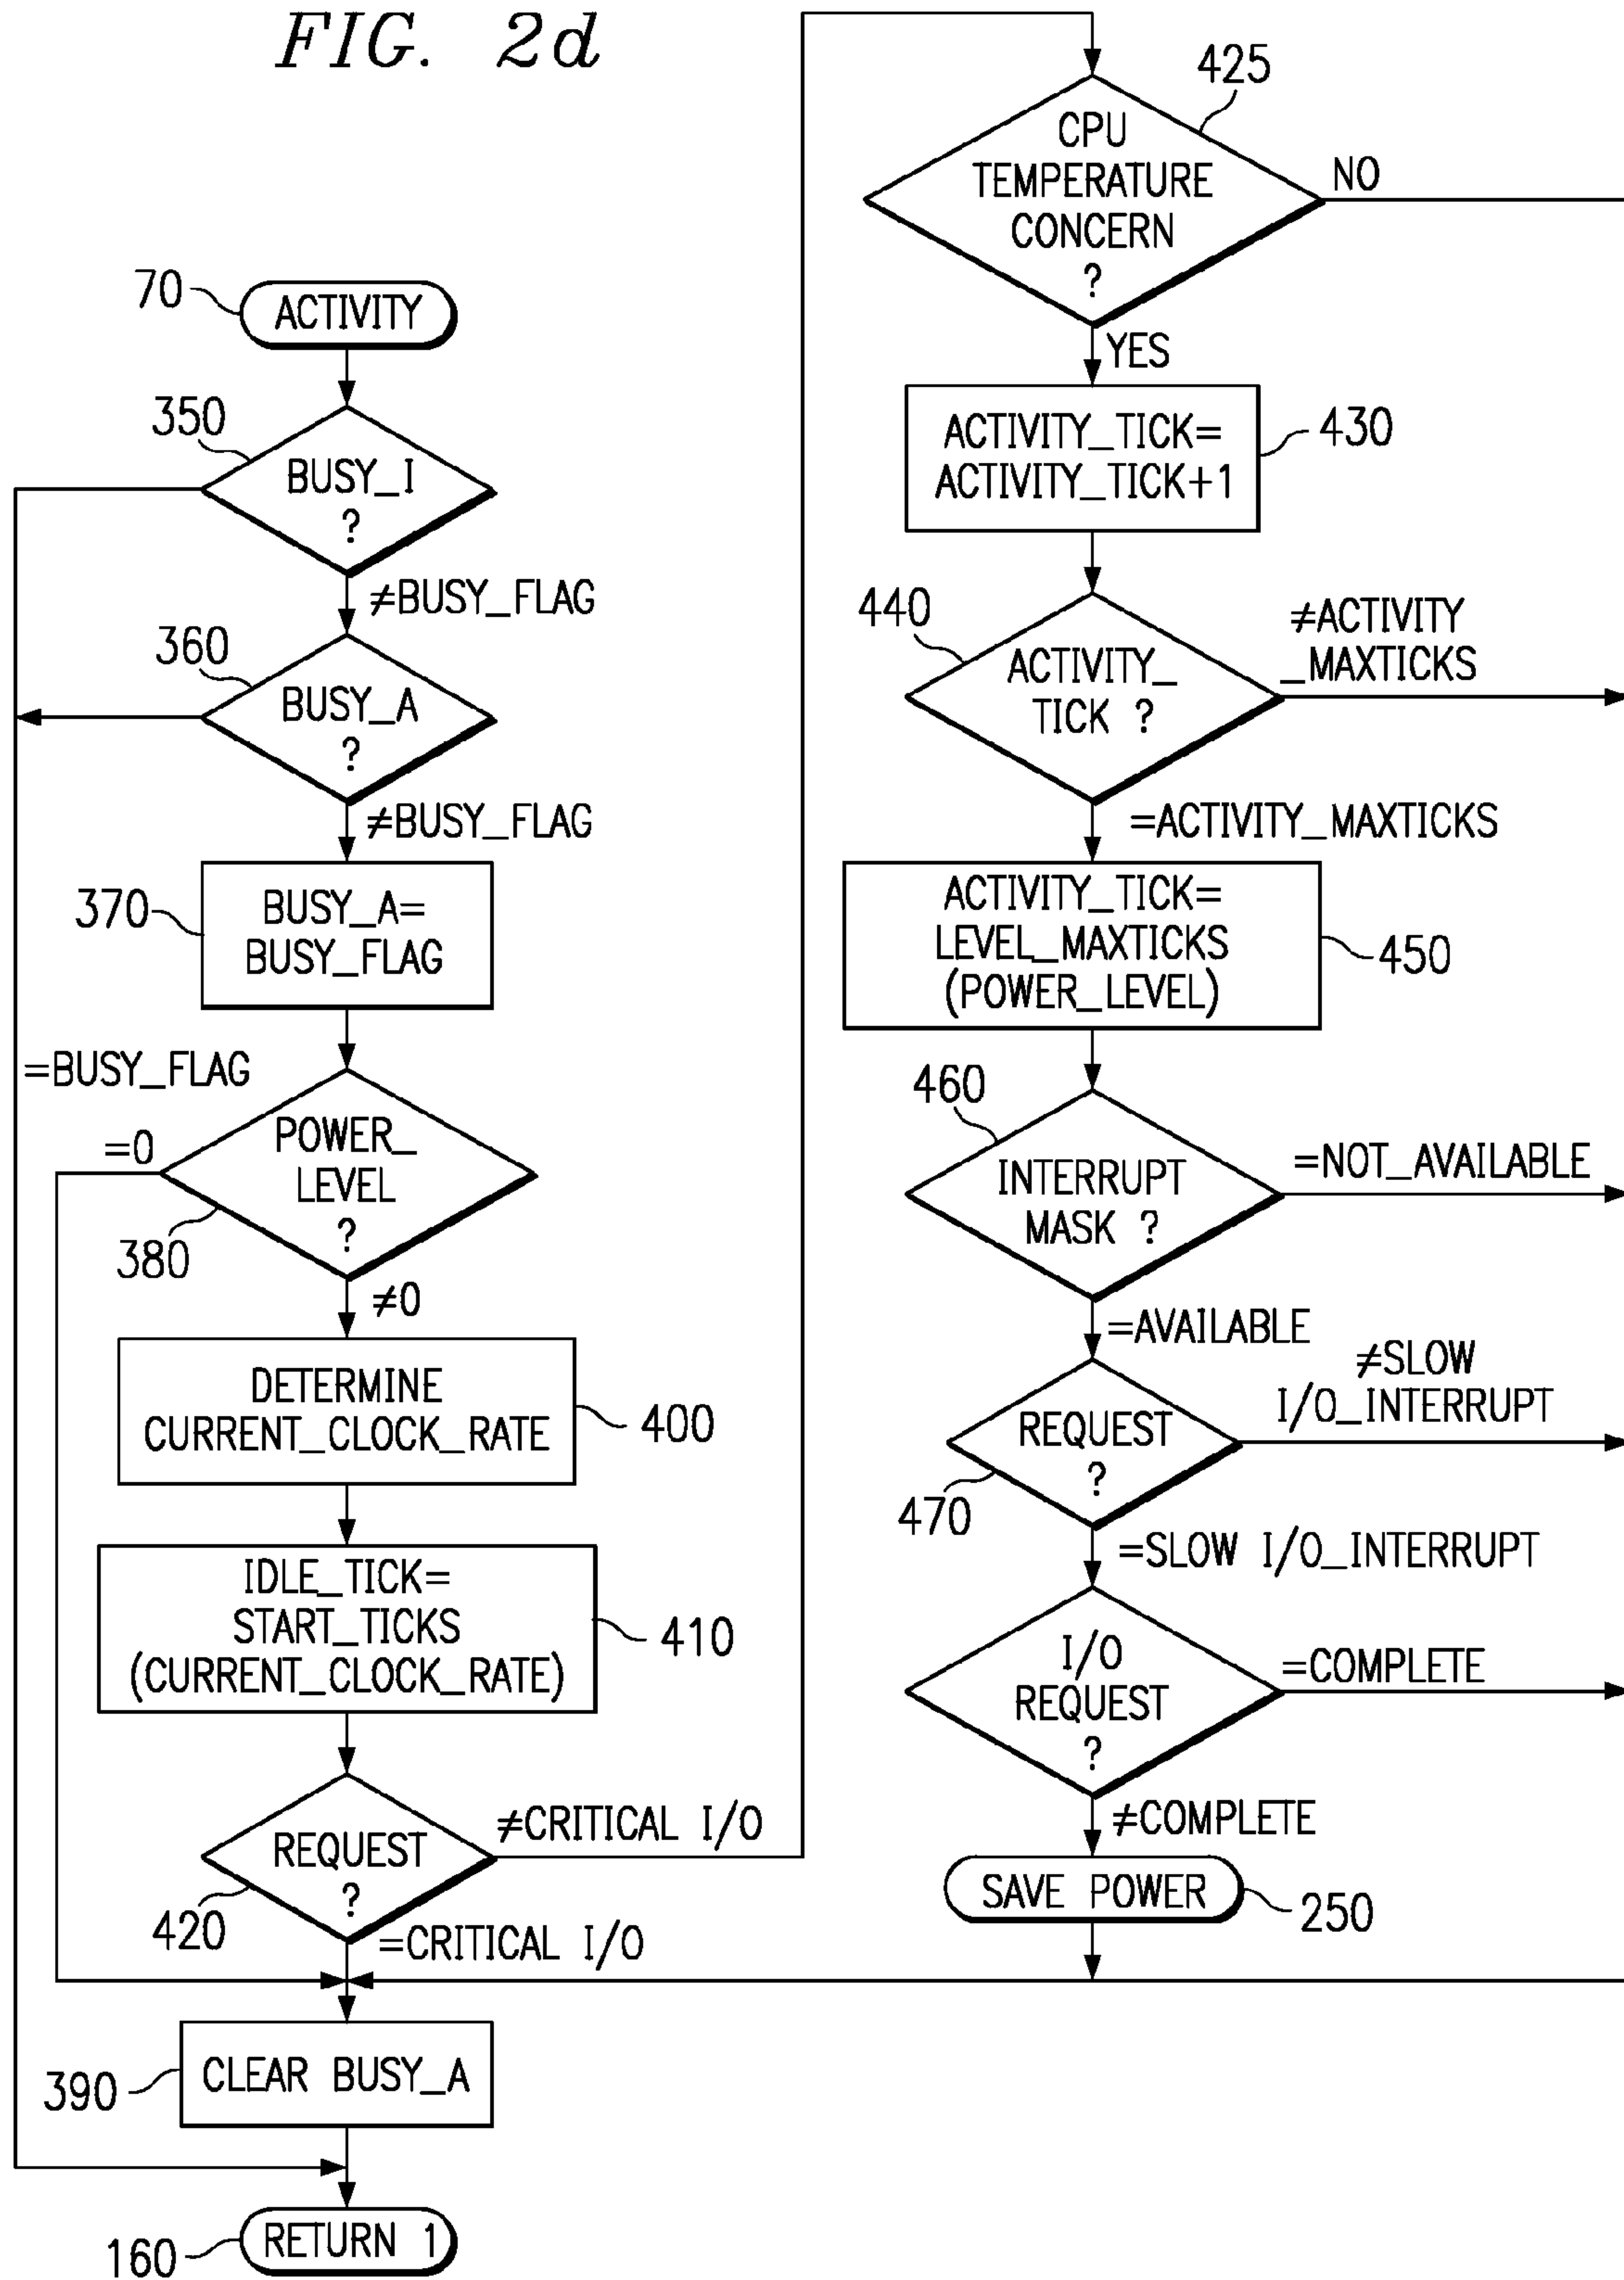 FIG. 2d
70
ACTIVITY
350
BUSY_I
?
≠BUSY_FLAG
360
BUSY_A
?
≠BUSY_FLAG
370
BUSY_A=
BUSY_FLAG
=BUSY_FLAG
=0
POWER_
LEVEL
?
380
≠0
DETERMINE
CURRENT_CLOCK_RATE
400
IDLE_TICK=
START_TICKS
(CURRENT_CLOCK_RATE)
410
REQUEST
?
≠CRITICAL I/O
420
=CRITICAL I/O
390
CLEAR BUSY_A
160
RETURN 1
425
CPU
TEMPERATURE
CONCERN
?
NO
YES
ACTIVITY_TICK=
ACTIVITY_TICK+1
430
440
ACTIVITY_
TICK ?
≠ACTIVITY
_MAXTICKS
=ACTIVITY_MAXTICKS
ACTIVITY_TICK=
LEVEL_MAXTICKS
(POWER_LEVEL)
450
460
INTERRUPT
MASK ?
=NOT_AVAILABLE
=AVAILABLE
≠SLOW
I/O_INTERRUPT
REQUEST
?
470
=SLOW I/O_INTERRUPT
I/O
REQUEST
?
=COMPLETE
≠COMPLETE
SAVE POWER
250